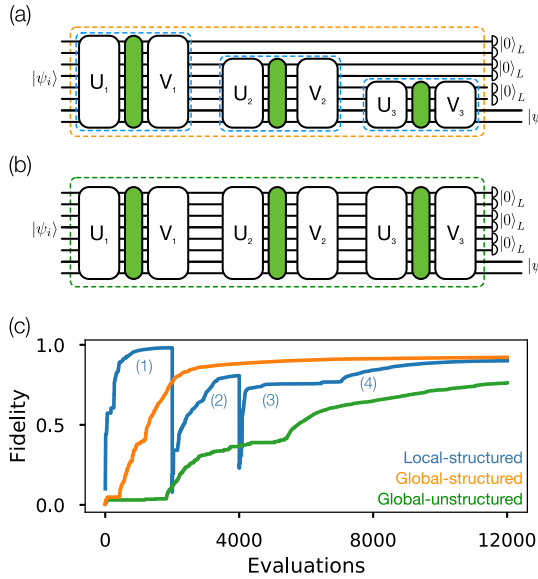 (a)
|0⟩_L
|0⟩_L
|0⟩_L
|ψ_i⟩
U_1 V_1 U_2 V_2 U_3 V_3
|ψ
(b)
|0⟩_L
|0⟩_L
|0⟩_L
|ψ_i⟩
U_1 V_1 U_2 V_2 U_3 V_3
|ψ
(c)
Fidelity
1.0
0.5
0.0
(1)
(2)
(3)
(4)
Local-structured
Global-structured
Global-unstructured
0 4000 8000 12000
Evaluations